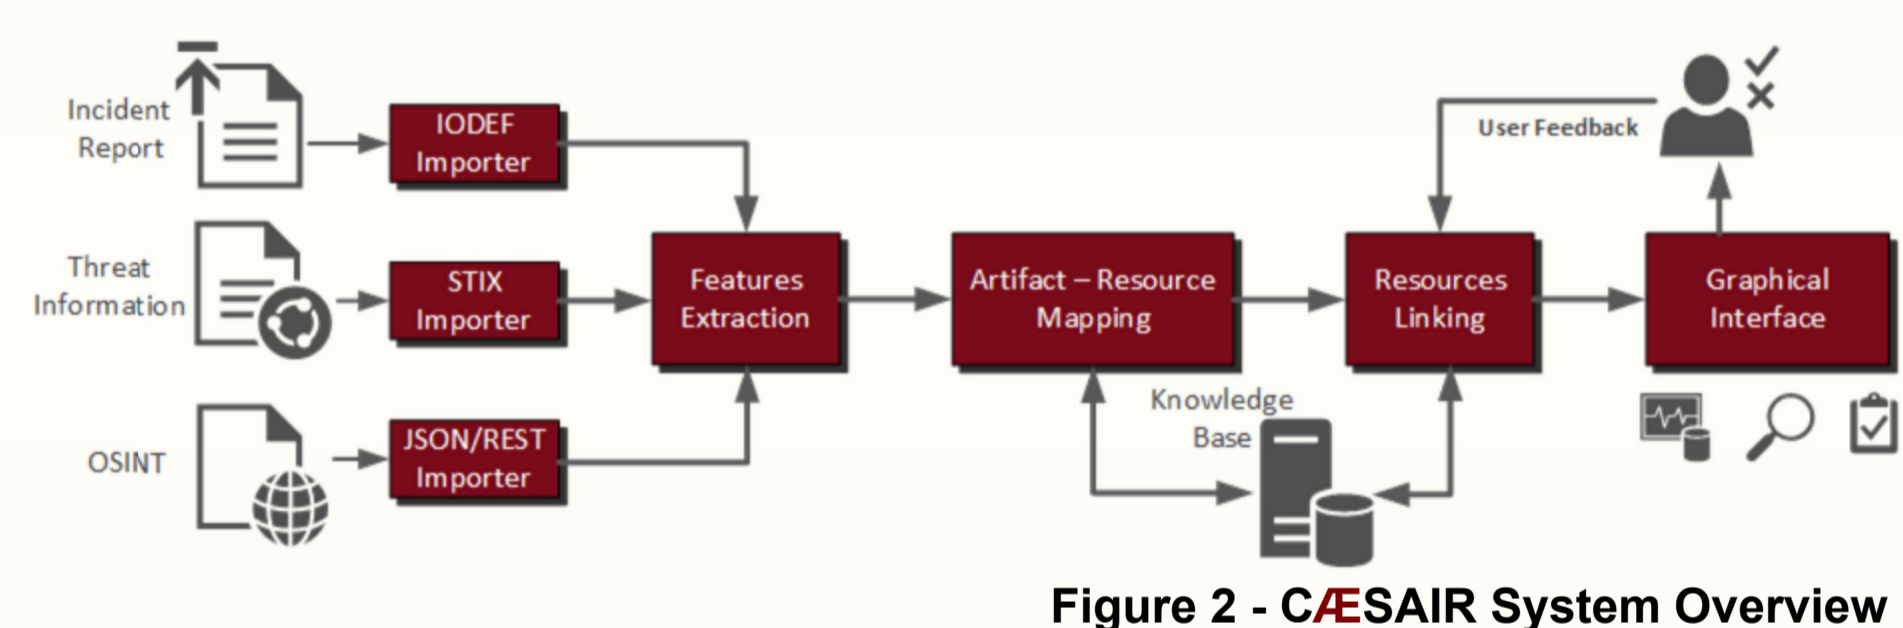 Incident
Report
IODEF
Importer
Threat
Information
STIX
Importer
OSINT
JSON/REST
Importer
Features
Extraction
Artifact – Resource
Mapping
Knowledge
Base
Resources
Linking
User Feedback
Graphical
Interface
Figure 2 - CÆSAIR System Overview